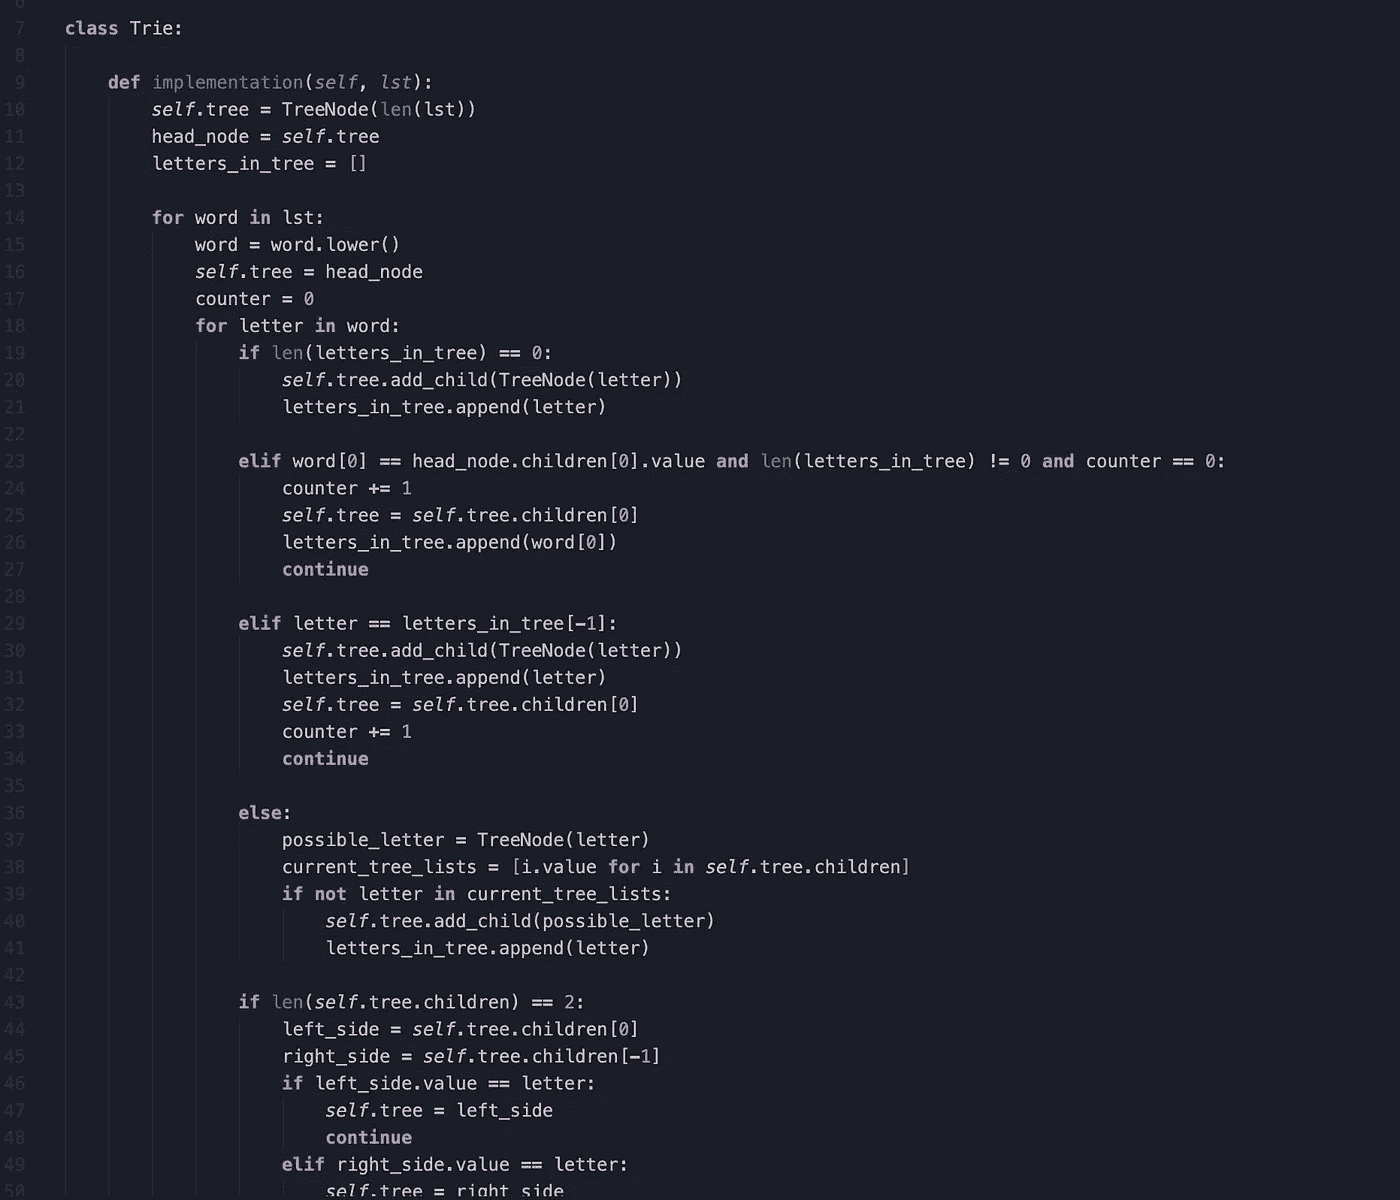 6
7 class Trie:
8
9 def implementation(self, lst):
10 self.tree = TreeNode(len(lst))
11 head_node = self.tree
12 letters_in_tree = []
13
14 for word in lst:
15 word = word.lower()
16 self.tree = head_node
17 counter = 0
18 for letter in word:
19 if len(letters_in_tree) == 0:
20 self.tree.add_child(TreeNode(letter))
21 letters_in_tree.append(letter)
22
23 elif word[0] == head_node.children[0].value and len(letters_in_tree) != 0 and counter == 0:
24 counter += 1
25 self.tree = self.tree.children[0]
26 letters_in_tree.append(word[0])
27 continue
28
29 elif letter == letters_in_tree[-1]:
30 self.tree.add_child(TreeNode(letter))
31 letters_in_tree.append(letter)
32 self.tree = self.tree.children[0]
33 counter += 1
34 continue
35
36 else:
37 possible_letter = TreeNode(letter)
38 current_tree_lists = [i.value for i in self.tree.children]
39 if not letter in current_tree_lists:
40 self.tree.add_child(possible_letter)
41 letters_in_tree.append(letter)
42
43 if len(self.tree.children) == 2:
44 left_side = self.tree.children[0]
45 right_side = self.tree.children[-1]
46 if left_side.value == letter:
47 self.tree = left_side
48 continue
49 elif right_side.value == letter:
50 self.tree = right_side